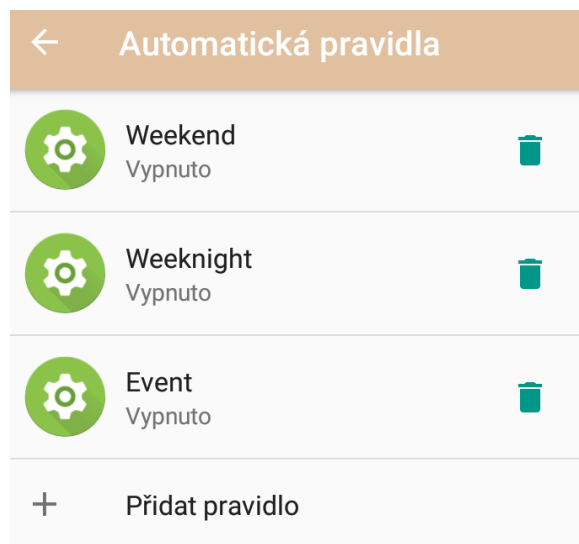 Automatická pravidla
Weekend
Vypnuto
Weeknight
Vypnuto
Event
Vypnuto
Přidat pravidlo